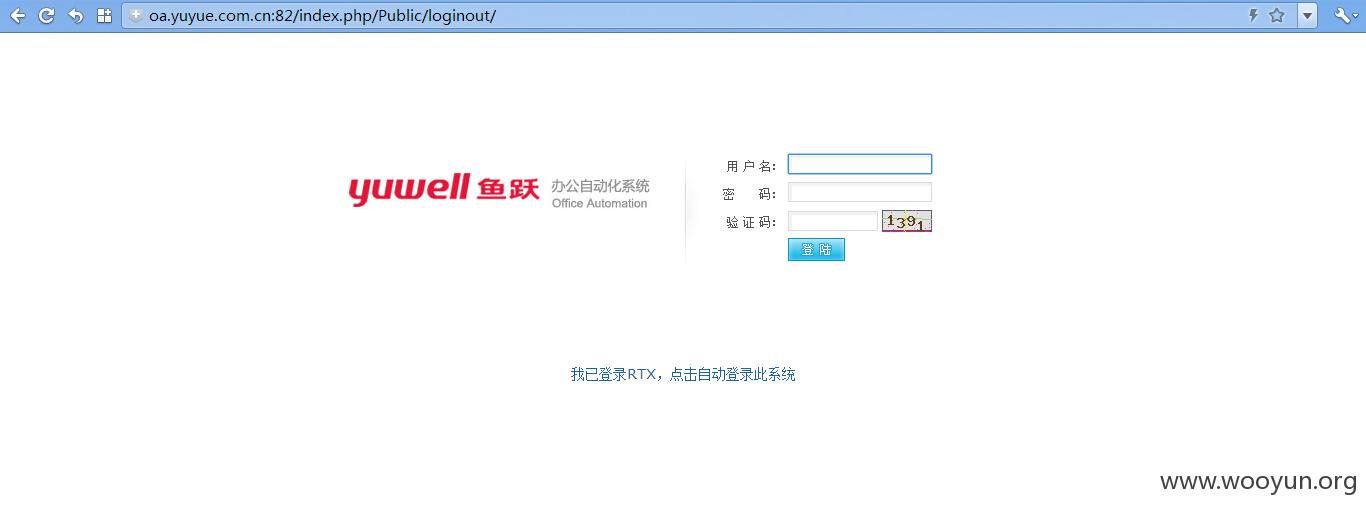 oa.yuyue.com.cn:82/index.php/Public/loginout/
yuwell 鱼跃 办公自动化系统
Office Automation
用户名:
密 码:
验证码: 1391
登 陆
我已登录RTX，点击自动登录此系统
www.wooyun.org